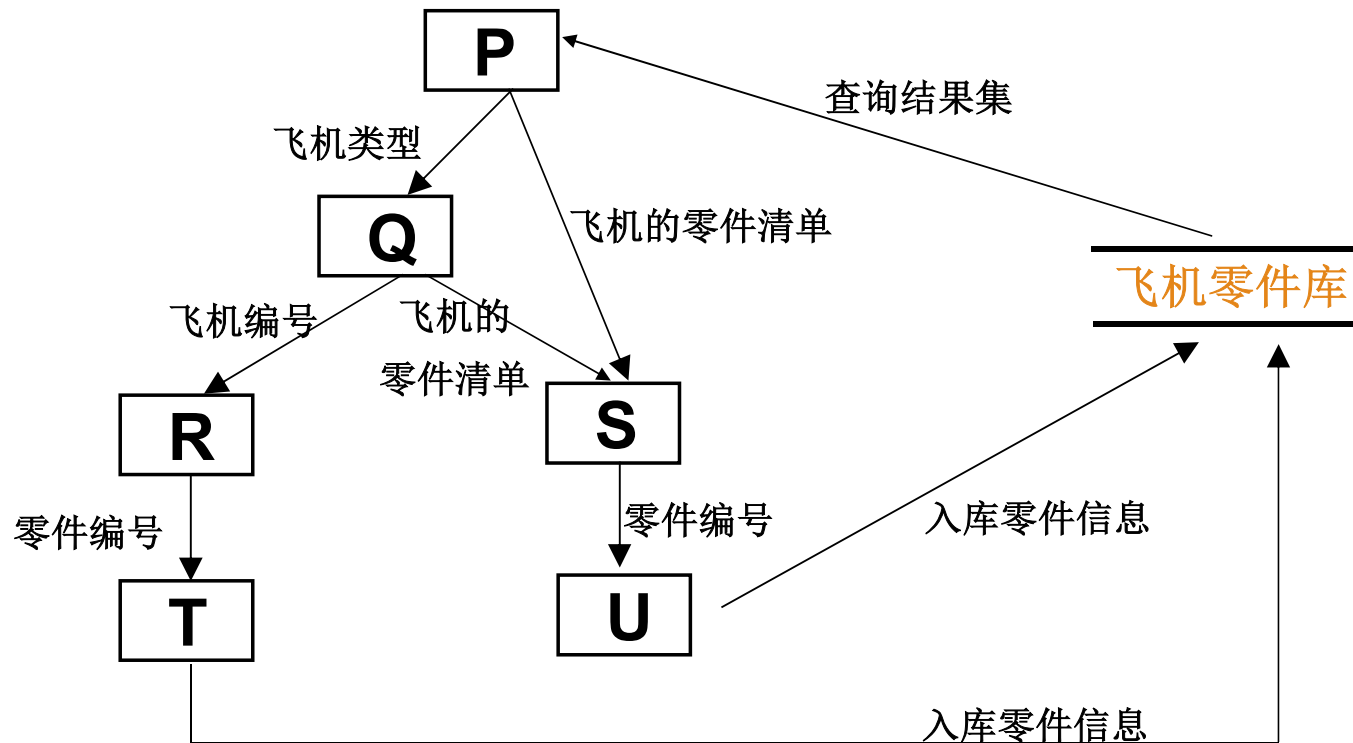 P
查询结果集
飞机类型
Q
飞机的零件清单
飞机零件库
飞机编号
飞机的
零件清单
R
S
零件编号
零件编号
入库零件信息
T
U
入库零件信息